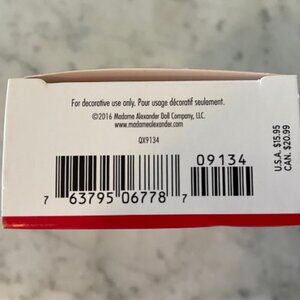 For decorative use only. Pour usage décoratif seulement.
©2016 Madame Alexander Doll Company, LLC.
www.madamealexander.com
QX9134
09134
7 63795 06778 7
U.S.A. $15.95
CAN. $20.99